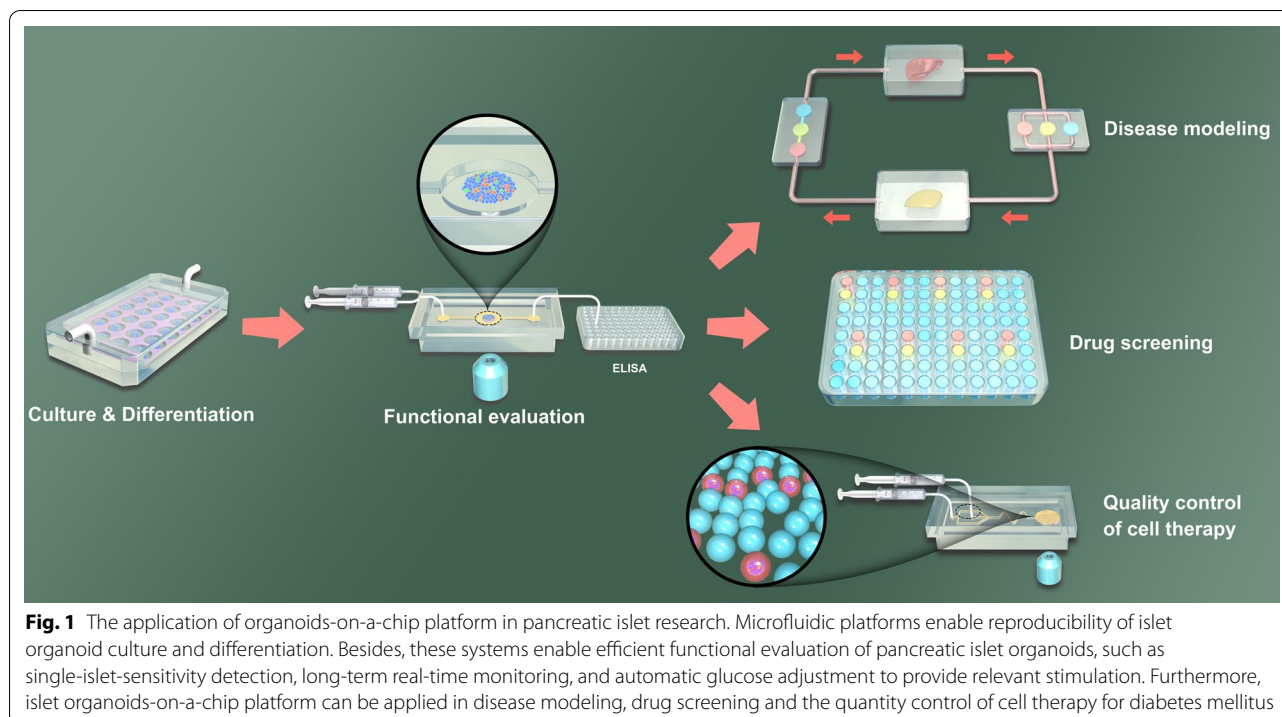 Disease modeling
Drug screening
ELISA
Culture & Differentiation
Functional evaluation
Quality control
of cell therapy
Fig. 1 The application of organoids-on-a-chip platform in pancreatic islet research. Microfluidic platforms enable reproducibility of islet
organoid culture and differentiation. Besides, these systems enable efficient functional evaluation of pancreatic islet organoids, such as
single-islet-sensitivity detection, long-term real-time monitoring, and automatic glucose adjustment to provide relevant stimulation. Furthermore,
islet organoids-on-a-chip platform can be applied in disease modeling, drug screening and the quantity control of cell therapy for diabetes mellitus